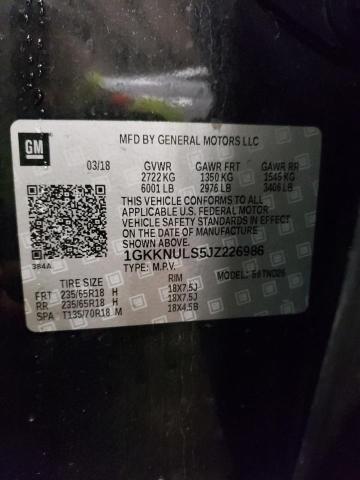 GM
MFD BY GENERAL MOTORS LLC
03/18 GVWR GAWR FRT GAWR RR
2722 KG 1350 KG 1545 KG
6001 LB 2976 LB 3406 LB
THIS VEHICLE CONFORMS TO ALL
APPLICABLE U.S. FEDERAL MOTOR
VEHICLE SAFETY STANDARDS
IN EFFECT ON THE DATE OF
MANUFACTURE SHOWN ABOVE.
1GKKNULS5JZ226986
384A TYPE: M.P.V. MODEL:
TIRE SIZE RIM
FRT 235/65R18 H 18X7.5J
RR 235/65R18 H 18X7.5J
SPA T135/70R18 M 18X4.5B